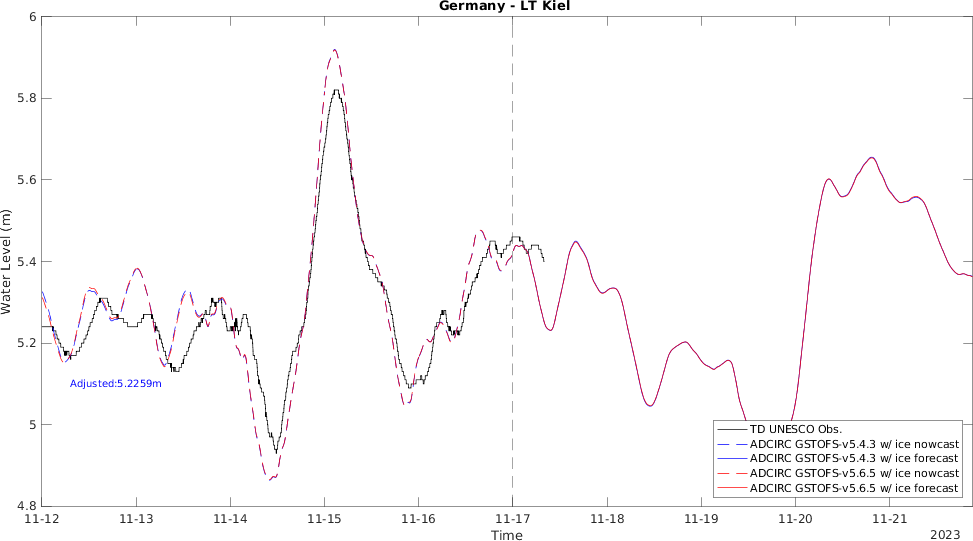 Germany - LT Kiel
6
5.8
5.6
5.4
5.2
5
4.8
Water Level (m)
Adjusted:5.2259m
TD UNESCO Obs.
ADCIRC GSTOFS-v5.4.3 w/ ice nowcast
ADCIRC GSTOFS-v5.4.3 w/ ice forecast
ADCIRC GSTOFS-v5.6.5 w/ ice nowcast
ADCIRC GSTOFS-v5.6.5 w/ ice forecast
11-12 11-13 11-14 11-15 11-16 11-17 11-18 11-19 11-20 11-21
Time
2023